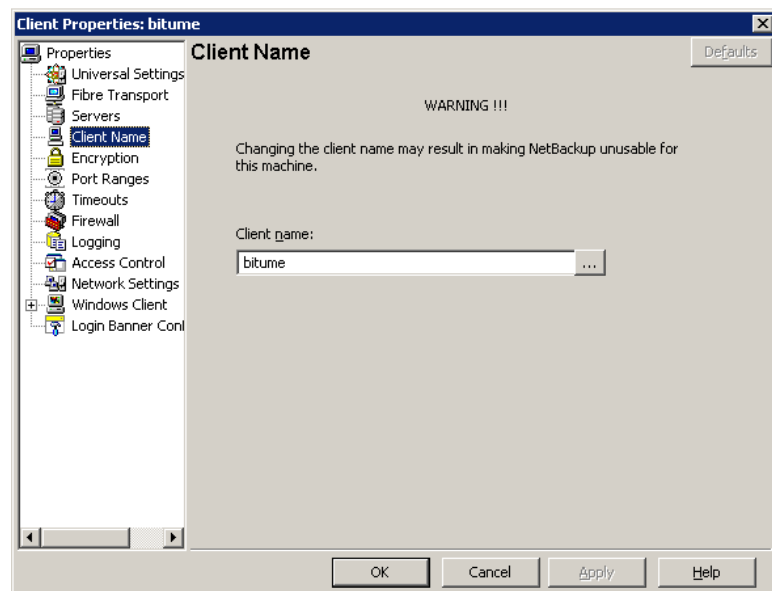 Client Properties: bitume
Properties
Universal Settings
Fibre Transport
Servers
Client Name
Encryption
Port Ranges
Timeouts
Firewall
Logging
Access Control
Network Settings
Windows Client
Login Banner Conf
Client Name
Defaults
WARNING !!!
Changing the client name may result in making NetBackup unusable for
this machine.
Client name:
bitume
...
OK
Cancel
Apply
Help